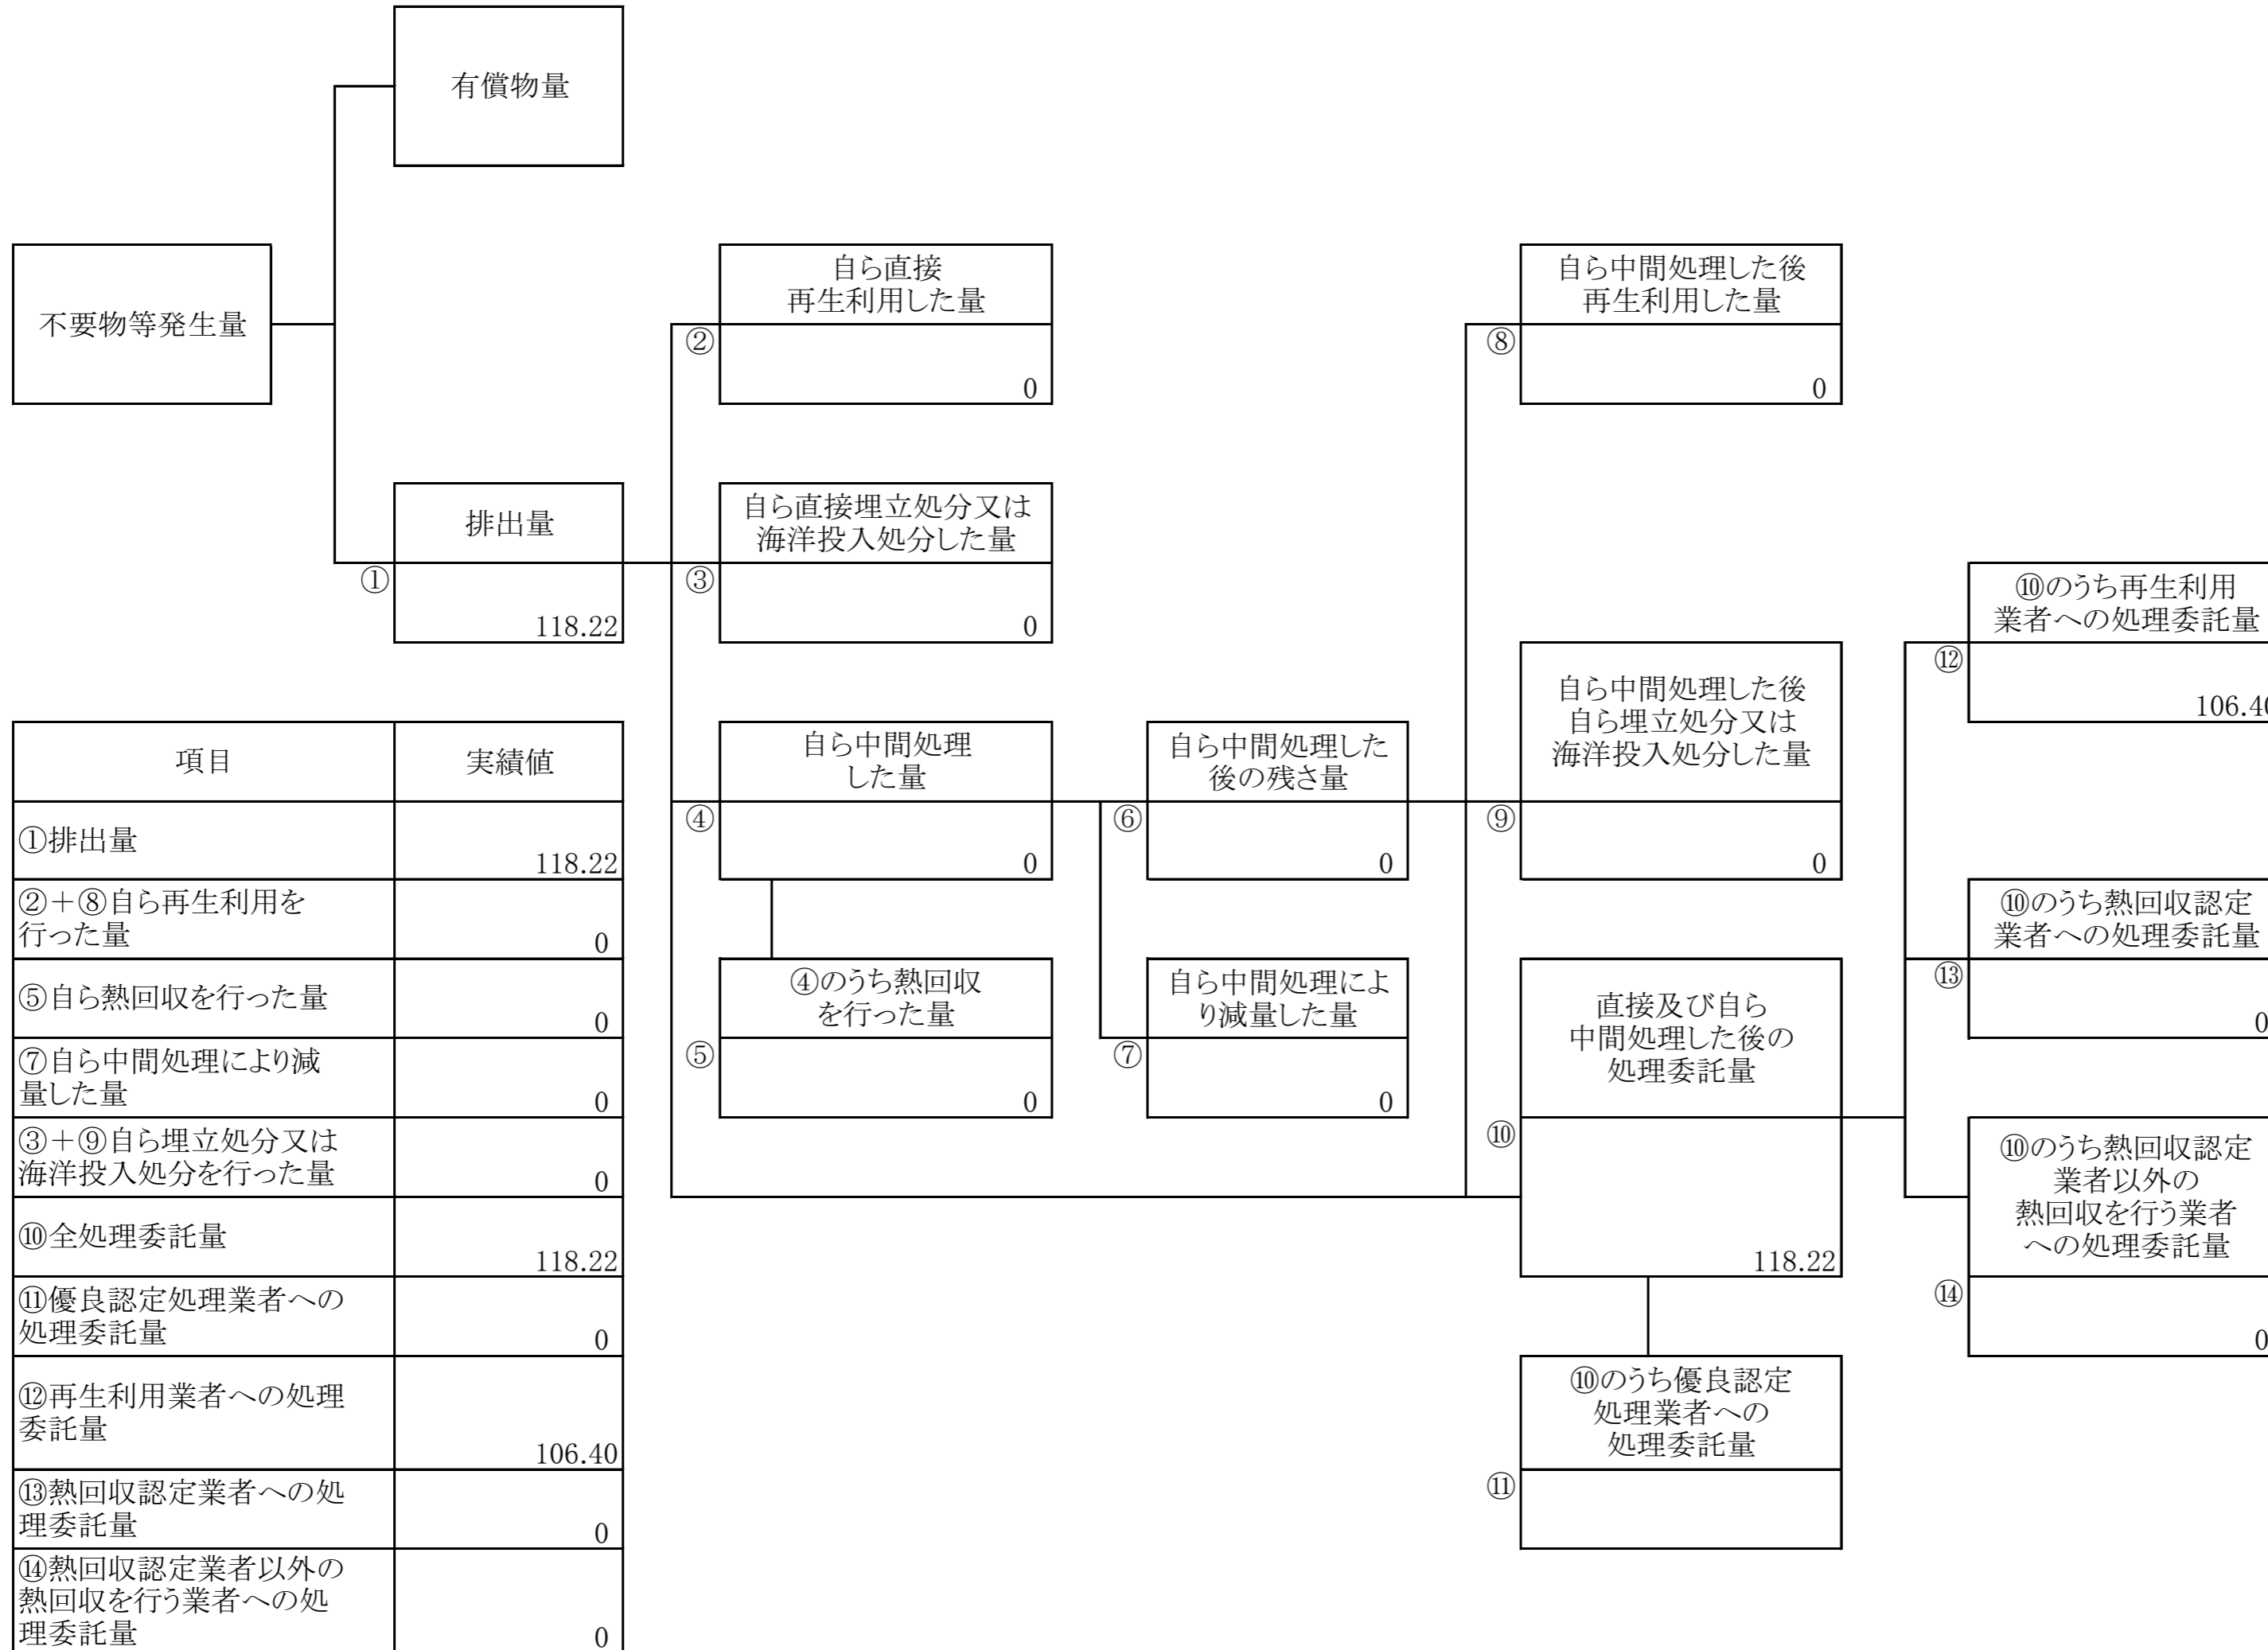 有償物量
不要物等発生量
自ら直接
再生利用した量
②
0
自ら中間処理した後
再生利用した量
⑧
0
排出量
①
118.22
自ら直接埋立処分又は
海洋投入処分した量
③
0
⑩のうち再生利用
業者への処理委託量
⑫
106.40
自ら中間処理
した量
④
0
自ら中間処理した
後の残さ量
⑥
0
自ら中間処理した後
自ら埋立処分又は
海洋投入処分した量
⑨
0
⑩のうち熱回収認定
業者への処理委託量
⑬
0
④のうち熱回収
を行った量
⑤
0
自ら中間処理によ
り減量した量
⑦
0
直接及び自ら
中間処理した後の
処理委託量
⑩
118.22
⑩のうち熱回収認定
業者以外の
熱回収を行う業者
への処理委託量
⑭
0
⑩のうち優良認定
処理業者への
処理委託量
⑪
項目 実績値
①排出量
118.22
②＋⑧自ら再生利用を
行った量 0
⑤自ら熱回収を行った量
0
⑦自ら中間処理により減
量した量 0
③＋⑨自ら埋立処分又は
海洋投入処分を行った量 0
⑩全処理委託量
118.22
⑪優良認定処理業者への
処理委託量 0
⑫再生利用業者への処理
委託量
106.40
⑬熱回収認定業者への処
理委託量 0
⑭熱回収認定業者以外の
熱回収を行う業者への処
理委託量 0